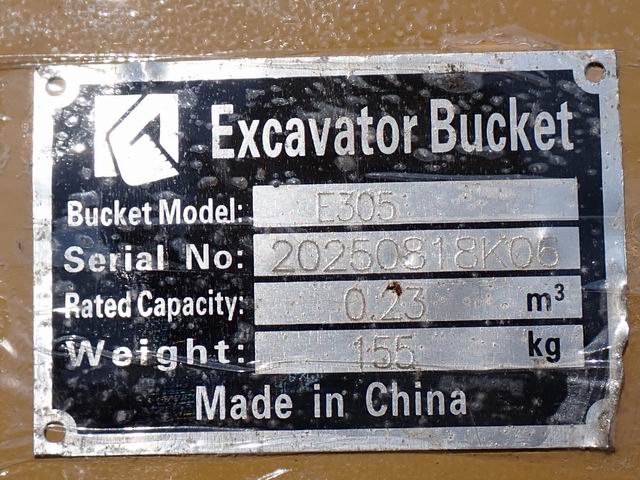 Excavator Bucket
Bucket Model: E305
Serial No: 20250818K06
Rated Capacity: 0.23 m³
Weight: 155 kg
Made in China